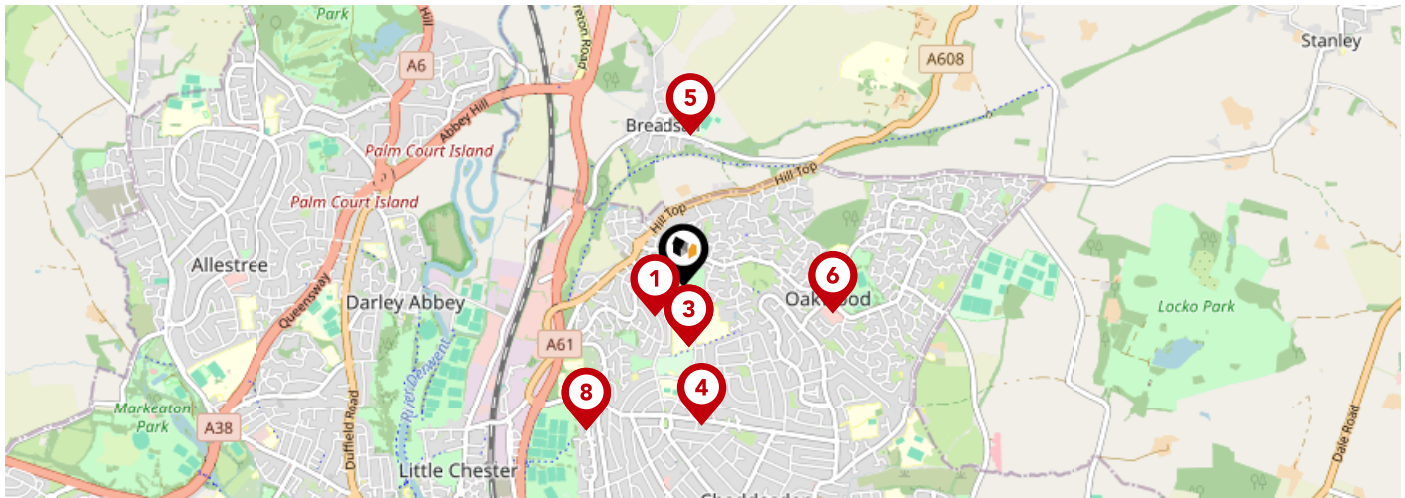 Park
Hill
A6
A608
Stanley
5
Abbey Hill
Palm Court Island
Hill Top
Palm Court Island
Hill Top
Allestree
1
6
Queensway
Darley Abbey
3
Locko Park
A61
River Derwent
8
4
Markeaton
Park
A38
Duffield Road
Dale Road
Little Chester